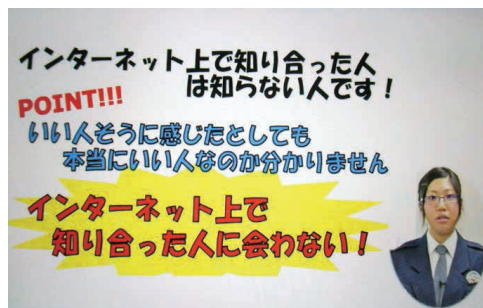 インターネット上で知り合った人
は知らない人です！
POINT!!!
いい人そうに感じたとしても
本当にいい人なのか分かりません
インターネット上で
知り合った人に会わない！